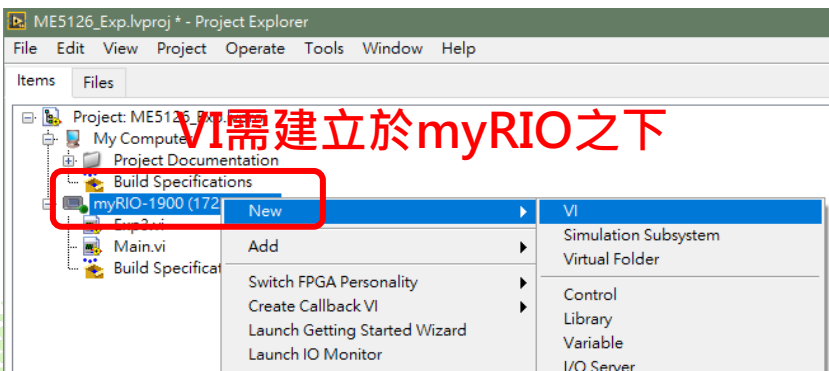 ME5126_Exp.lvproj * - Project Explorer
File Edit View Project Operate Tools Window Help
Items Files
Project: ME5126_Exp.lvproj
VI需建立於myRIO之下
My Computer
Project Documentation
Build Specifications
myRIO-1900 (172
New
VI
Exp3.vi
Simulation Subsystem
Main.vi
Add
Virtual Folder
Build Specificat
Switch FPGA Personality
Control
Create Callback VI
Library
Launch Getting Started Wizard
Variable
Launch IO Monitor
I/O Server